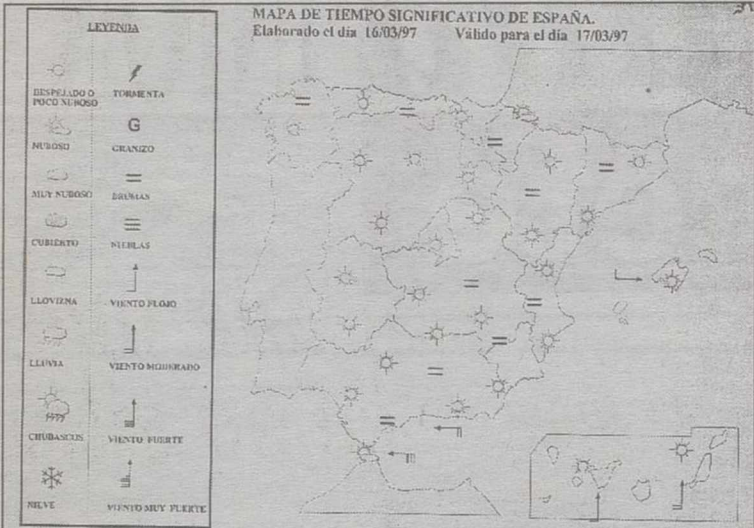 MAPA DE TIEMPO SIGNIFICATIVO DE ESPAÑA.
Elaborado el día 16/03/97 Válido para el día 17/03/97
LEYENDA
DESPEJADO O
POCO NUBOSO
TORMENTA
NUBOSO
G
GRANIZO
MUY NUBOSO
BRUMAS
CUBIERTO
NIEBLAS
LLOVIZNA
VIENTO FLOJO
LLUVIA
VIENTO MODERADO
CHUBASCOS
VIENTO FUERTE
NIEVE
VIENTO MUY FUERTE